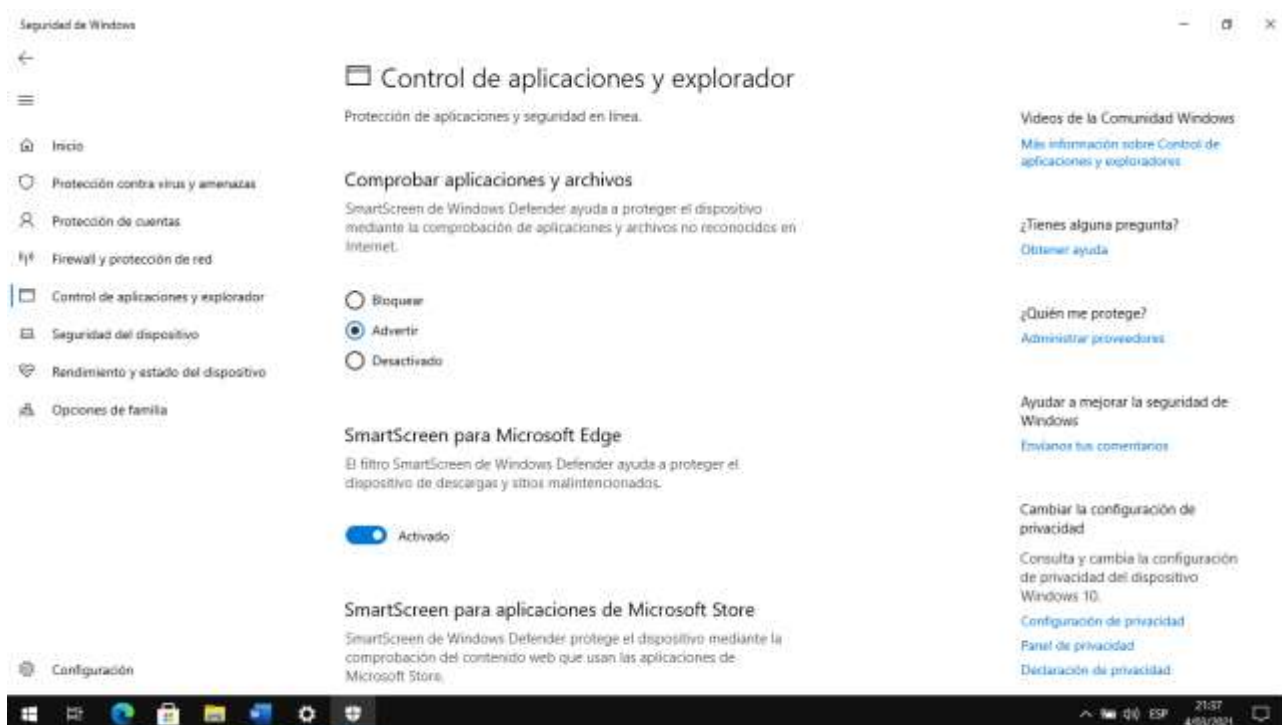 Seguridad de Windows
Inicio
Protección contra virus y amenazas
Protección de cuentas
Firewall y protección de red
Control de aplicaciones y explorador
Seguridad del dispositivo
Rendimiento y estado del dispositivo
Opciones de familia
Configuración
Control de aplicaciones y explorador
Protección de aplicaciones y seguridad en línea.
Comprobar aplicaciones y archivos
SmartScreen de Windows Defender ayuda a proteger el dispositivo
mediante la comprobación de aplicaciones y archivos no reconocidos en
Internet.
Bloquear
Advertir
Desactivado
SmartScreen para Microsoft Edge
El filtro SmartScreen de Windows Defender ayuda a proteger el
dispositivo de descargas y sitios malintencionados.
Activado
SmartScreen para aplicaciones de Microsoft Store
SmartScreen de Windows Defender protege el dispositivo mediante la
comprobación del contenido web que usan las aplicaciones de
Microsoft Store.
Videos de la Comunidad Windows
Más información sobre Control de
aplicaciones y exploradores
¿Tienes alguna pregunta?
Obtener ayuda
¿Quién me protege?
Administrar proveedores
Ayudar a mejorar la seguridad de
Windows
Envíanos tus comentarios
Cambiar la configuración de
privacidad
Consulta y cambia la configuración
de privacidad del dispositivo
Windows 10.
Configuración de privacidad
Panel de privacidad
Declaración de privacidad
ESP
21:37